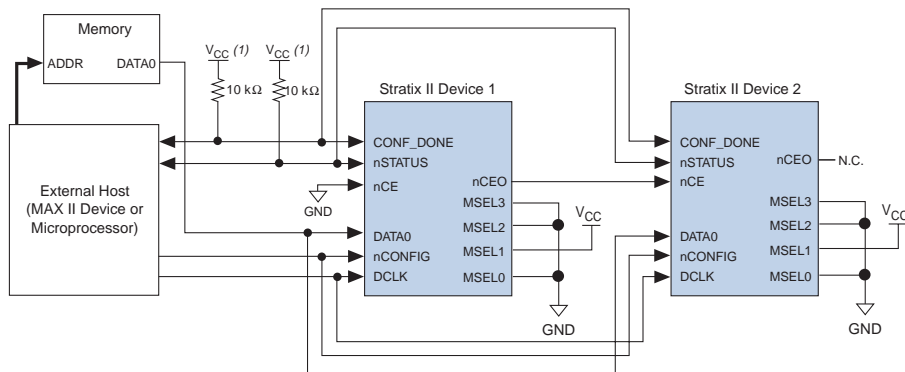 Memory
ADDR
DATA0
VCC (1)
VCC (1)
10 kΩ
10 kΩ
External Host
(MAX II Device or
Microprocessor)
GND
Stratix II Device 1
CONF_DONE
nSTATUS
nCE
DATA0
nCONFIG
DCLK
nCEO
MSEL3
MSEL2
MSEL1
MSEL0
VCC
GND
Stratix II Device 2
CONF_DONE
nSTATUS
nCE
DATA0
nCONFIG
DCLK
nCEO
N.C.
MSEL3
MSEL2
MSEL1
MSEL0
VCC
GND